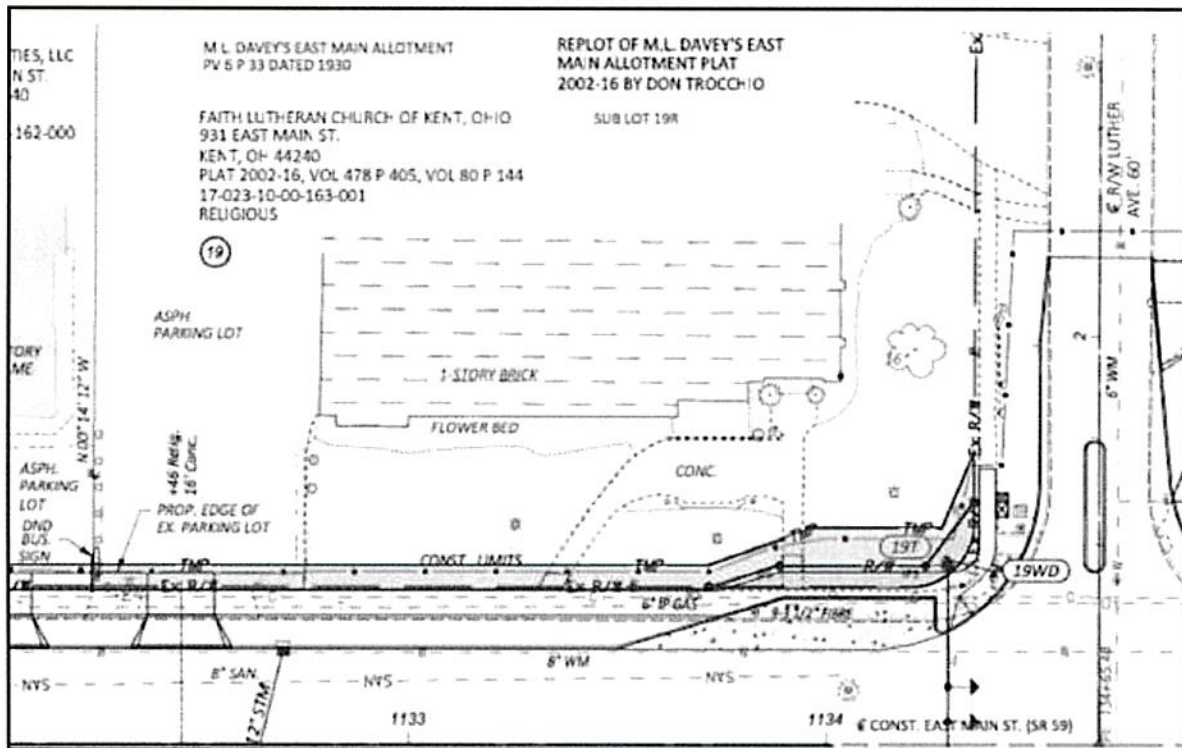 TIES, LLC
N ST.
40
162-000
M.L. DAVEY'S EAST MAIN ALLOTMENT
PV 6 P 33 DATED 1930
REPLOT OF M.L. DAVEY'S EAST
MAIN ALLOTMENT PLAT
2002-16 BY DON TROCCHIO
SUB LOT 19R
FAITH LUTHERAN CHURCH OF KENT, OHIO
931 EAST MAIN ST.
KENT, OH 44240
PLAT 2002-16, VOL 478 P 405, VOL 80 P 144
17-023-10-00-163-001
RELIGIOUS
19
Ex
℄ R/W LUTHER
AVE. 60'
ASPH.
PARKING LOT
TORY
ME
1-STORY BRICK
FLOWER BED
16"
2
6" WM
N 00° 14' 12" W
+46 Relig.
16' Conc.
ASPH.
PARKING
LOT
DND
BUS.
SIGN
PROP. EDGE OF
EX. PARKING LOT
CONC.
Ex R/W
TMP
CONST. LIMITS
TMP
TMP
TMP
19T
19WD
Ex R/W
Ex R/W
R/W
6" IP GAS
8" WM
8" SAN
SAN
SAN
SAN
12" STM
1133
1134
℄ CONST. EAST MAIN ST. (SR 59)